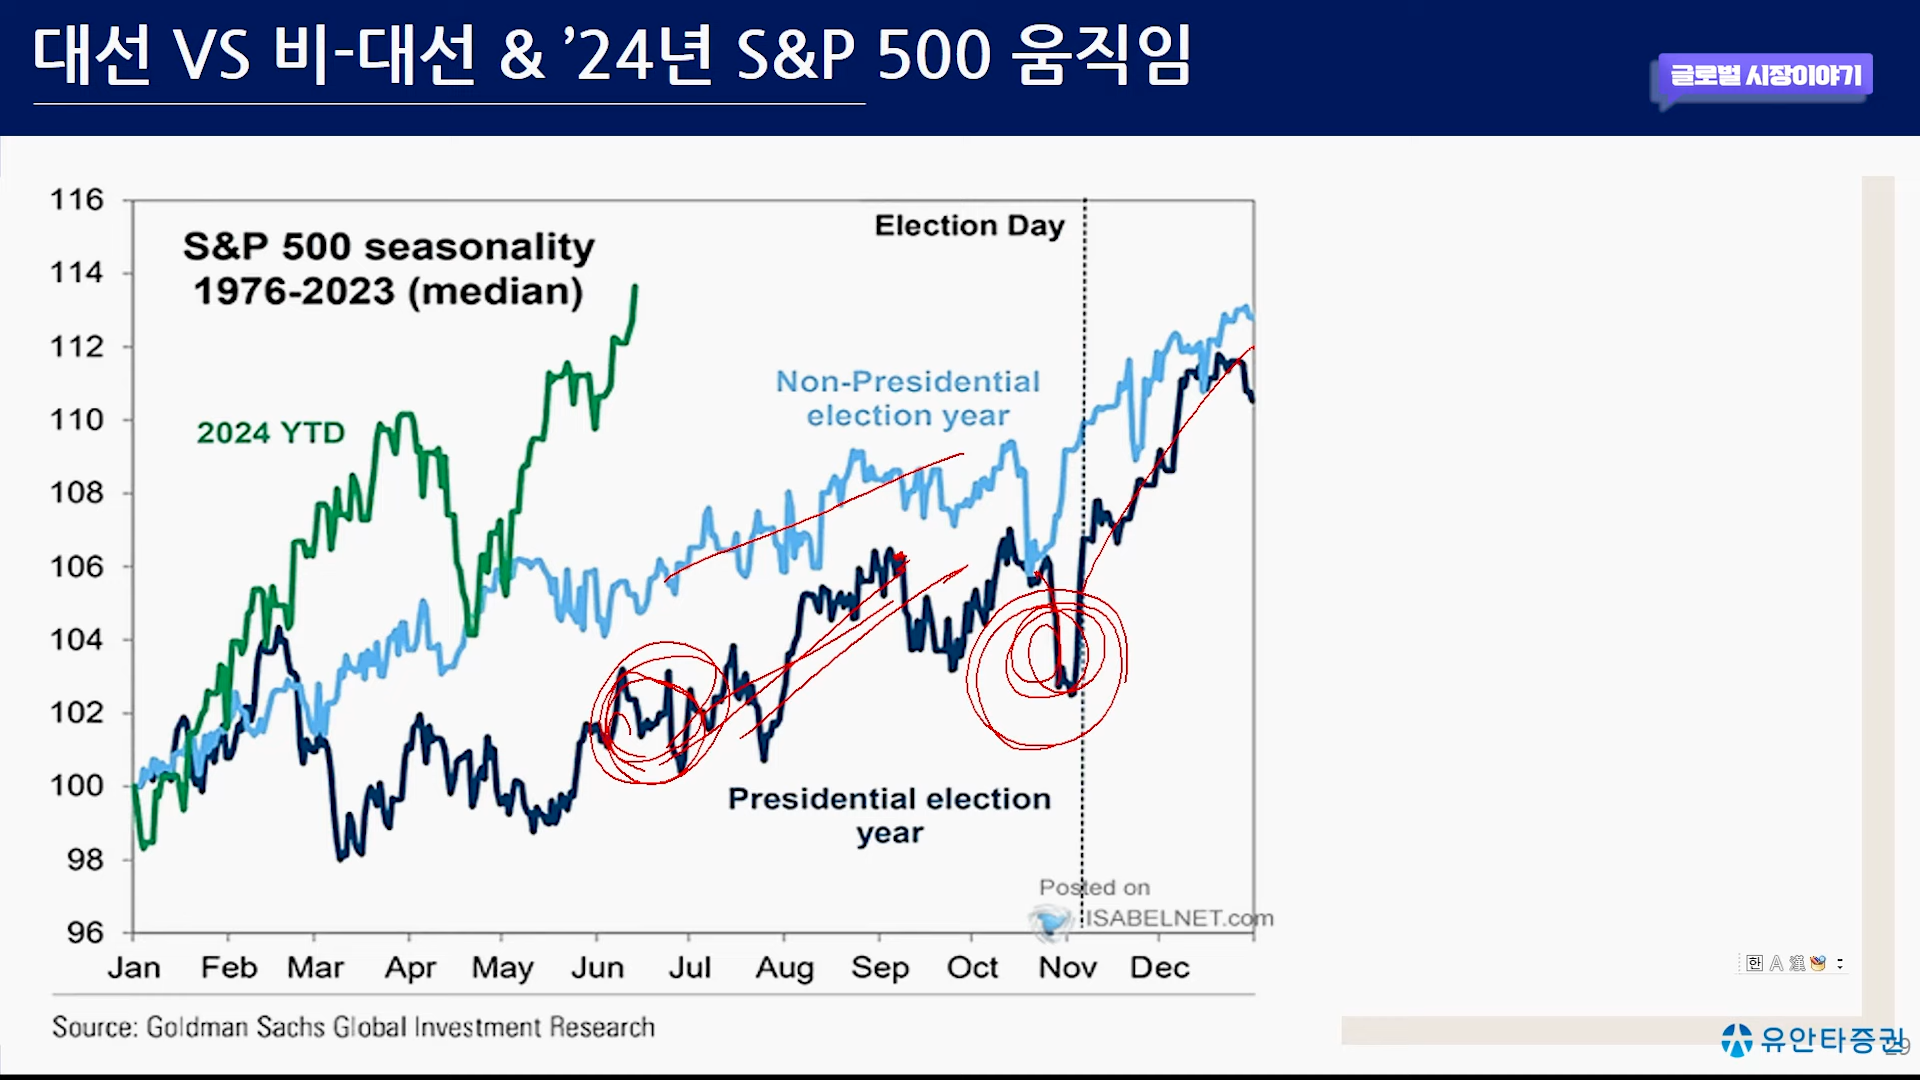 대선 VS 비-대선 & ’24년 S&P 500 움직임
글로벌 시장이야기
116
114
112
110
108
106
104
102
100
98
96
S&P 500 seasonality
1976-2023 (median)
Election Day
2024 YTD
Non-Presidential
election year
Presidential election
year
Posted on
ISABELNET.com
Jan Feb Mar Apr May Jun Jul Aug Sep Oct Nov Dec
Source: Goldman Sachs Global Investment Research
한 A 漢
유안타증권
29